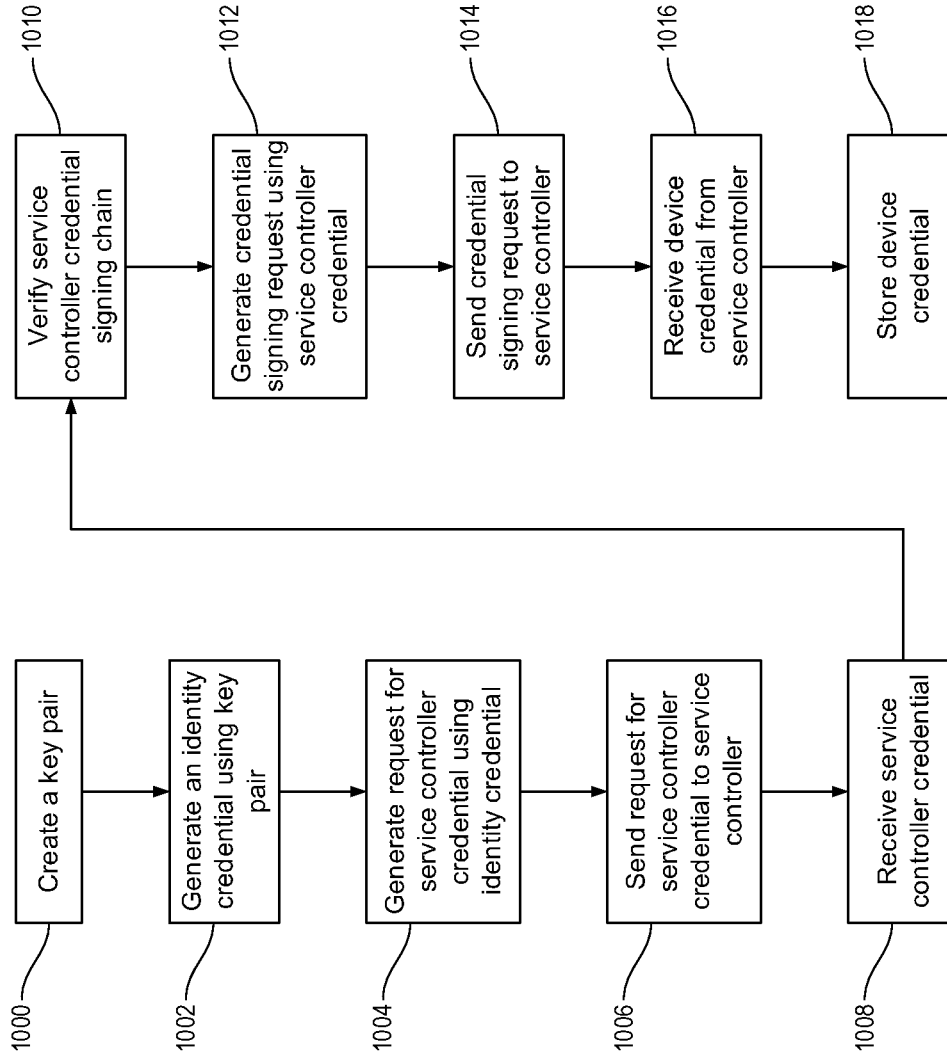 1000
Create a key pair
1002
Generate an identity
credential using key
pair
1004
Generate request for
service controller
credential using
identity credential
1006
Send request for
service controller
credential to service
controller
1008
Receive service
controller credential
1010
Verify service
controller credential
signing chain
1012
Generate credential
signing request using
service controller
credential
1014
Send credential
signing request to
service controller
1016
Receive device
credential from
service controller
1018
Store device
credential